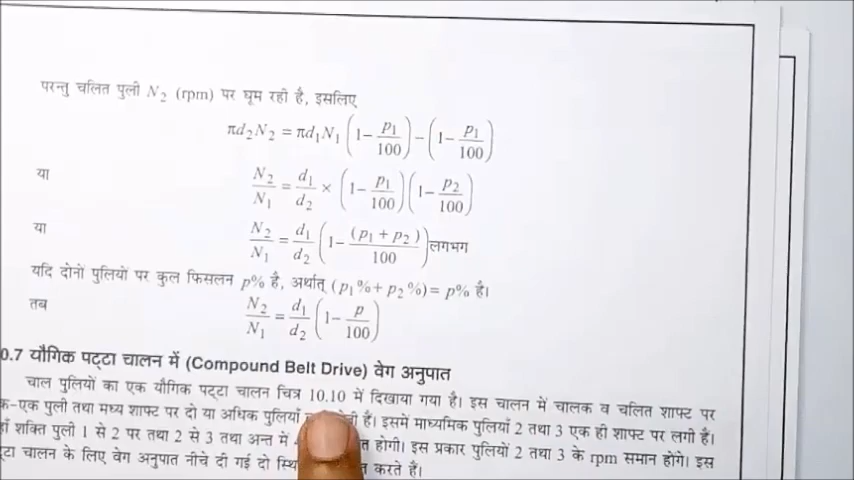 परन्तु चलित पुली N₂ (rpm) पर घूम रही है, इसलिए
πd₂N₂ = πd₁N₁ (1 − p₁/100) − (1 − p₁/100)
या N₂/N₁ = d₁/d₂ × (1 − p₁/100)(1 − p₂/100)
या N₂/N₁ = d₁/d₂ (1 − (p₁ + p₂)/100) लगभग
यदि दोनों पुलियों पर कुल फिसलन p% है, अर्थात् (p₁% + p₂%) = p% है।
तब N₂/N₁ = d₁/d₂ (1 − p/100)
0.7 यौगिक पट्टा चालन में (Compound Belt Drive) वेग अनुपात
चाल पुलियों का एक यौगिक पट्टा चालन चित्र 10.10 में दिखाया गया है। इस चालन में चालक व चलित शाफ्ट पर
क-एक पुली तथा मध्य शाफ्ट पर दो या अधिक पुलियाँ है। इसमें माध्यमिक पुलियाँ 2 तथा 3 एक ही शाफ्ट पर लगी हैं।
हाँ शक्ति पुली 1 से 2 पर तथा 2 से 3 तथा अन्त में होगी। इस प्रकार पुलियों 2 तथा 3 के rpm समान होंगे। इस
ट्टा चालन के लिए वेग अनुपात नीचे दी गई दो करते हैं।